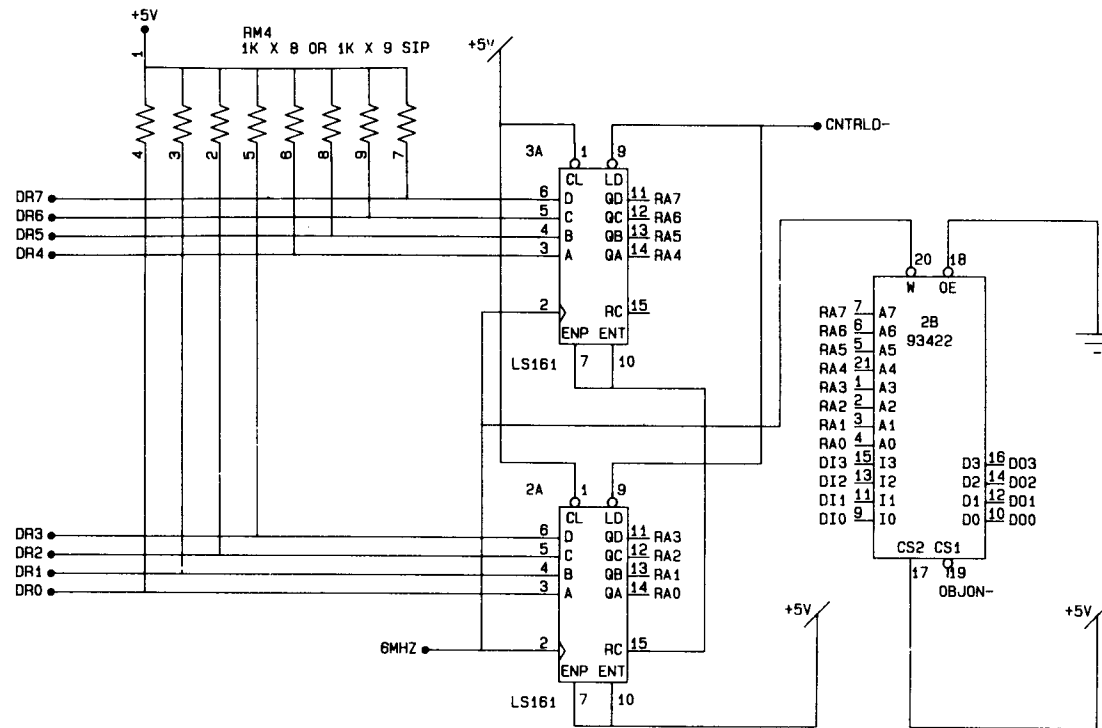 +5V
1
RM4
1K X 8 OR 1K X 9 SIP
4 3 2 5 6 8 9 7
+5V
CNTRLD-
3A 1 9
CL LD
DR7 6 D QD 11 RA7
DR6 5 C QC 12 RA6
DR5 4 B QB 13 RA5
DR4 3 A QA 14 RA4
2 RC 15
ENP ENT
LS161 7 10
20 18
W OE
2B
93422
RA7 7 A7
RA6 6 A6
RA5 5 A5
RA4 21 A4
RA3 1 A3
RA2 2 A2
RA1 3 A1
RA0 4 A0
DI3 15 I3 D3 16 DO3
DI2 13 I2 D2 14 DO2
DI1 11 I1 D1 12 DO1
DI0 9 I0 D0 10 DO0
CS2 CS1
17 19
OBJON-
2A 1 9
CL LD
DR3 6 D QD 11 RA3
DR2 5 C QC 12 RA2
DR1 4 B QB 13 RA1
DR0 3 A QA 14 RA0
6MHZ 2 RC 15
ENP ENT
LS161 7 10
+5V
+5V